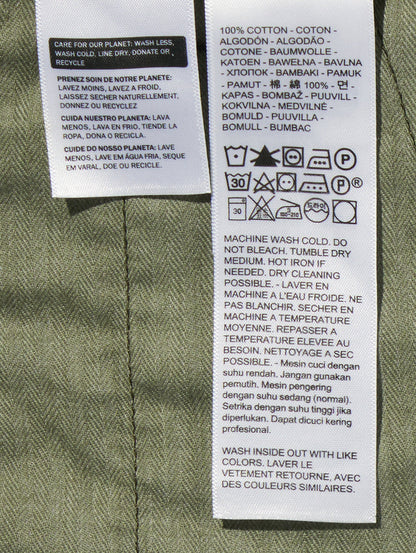 CARE FOR OUR PLANET: WASH LESS,
WASH COLD, LINE DRY, DONATE OR
RECYCLE
PRENEZ SOIN DE NOTRE PLANETE:
LAVEZ MOINS, LAVEZ A FROID,
LAISSEZ SECHER NATURELLEMENT,
DONNEZ OU RECYCLEZ
CUIDA NUESTRO PLANETA: LAVA
MENOS, LAVA EN FRIO, TIENDE LA
ROPA, DONA O RECICLA.
CUIDE DO NOSSO PLANETA: LAVE
MENOS, LAVE EM ÁGUA FRIA, SEQUE
EM VARAL, DOE OU RECICLE.
100% COTTON - COTON -
ALGODÓN - ALGODÃO -
COTONE - BAUMWOLLE -
KATOEN - BAWEŁNA - BAVLNA
- ХЛОПОК - BAMBAKI - PAMUK
- PAMUT - 棉 - 綿 100% - 면 -
KAPAS - BOMBAŽ - PUUVILL -
KOKVILNA - MEDVILNĖ -
BOMULD - PUUVILLA -
BOMULL - BUMBAC
P
30 P ®
30 180-210 드라이
MACHINE WASH COLD. DO
NOT BLEACH. TUMBLE DRY
MEDIUM. HOT IRON IF
NEEDED. DRY CLEANING
POSSIBLE. - LAVER EN
MACHINE A L'EAU FROIDE. NE
PAS BLANCHIR. SECHER EN
MACHINE A TEMPERATURE
MOYENNE. REPASSER A
TEMPERATURE ELEVEE AU
BESOIN. NETTOYAGE A SEC
POSSIBLE. - Mesin cuci dengan
suhu rendah. Jangan gunakan
pemutih. Mesin pengering
dengan suhu sedang (normal).
Setrika dengan suhu tinggi jika
diperlukan. Dapat dicuci kering
profesional.
WASH INSIDE OUT WITH LIKE
COLORS. LAVER LE
VETEMENT RETOURNE, AVEC
DES COULEURS SIMILAIRES.